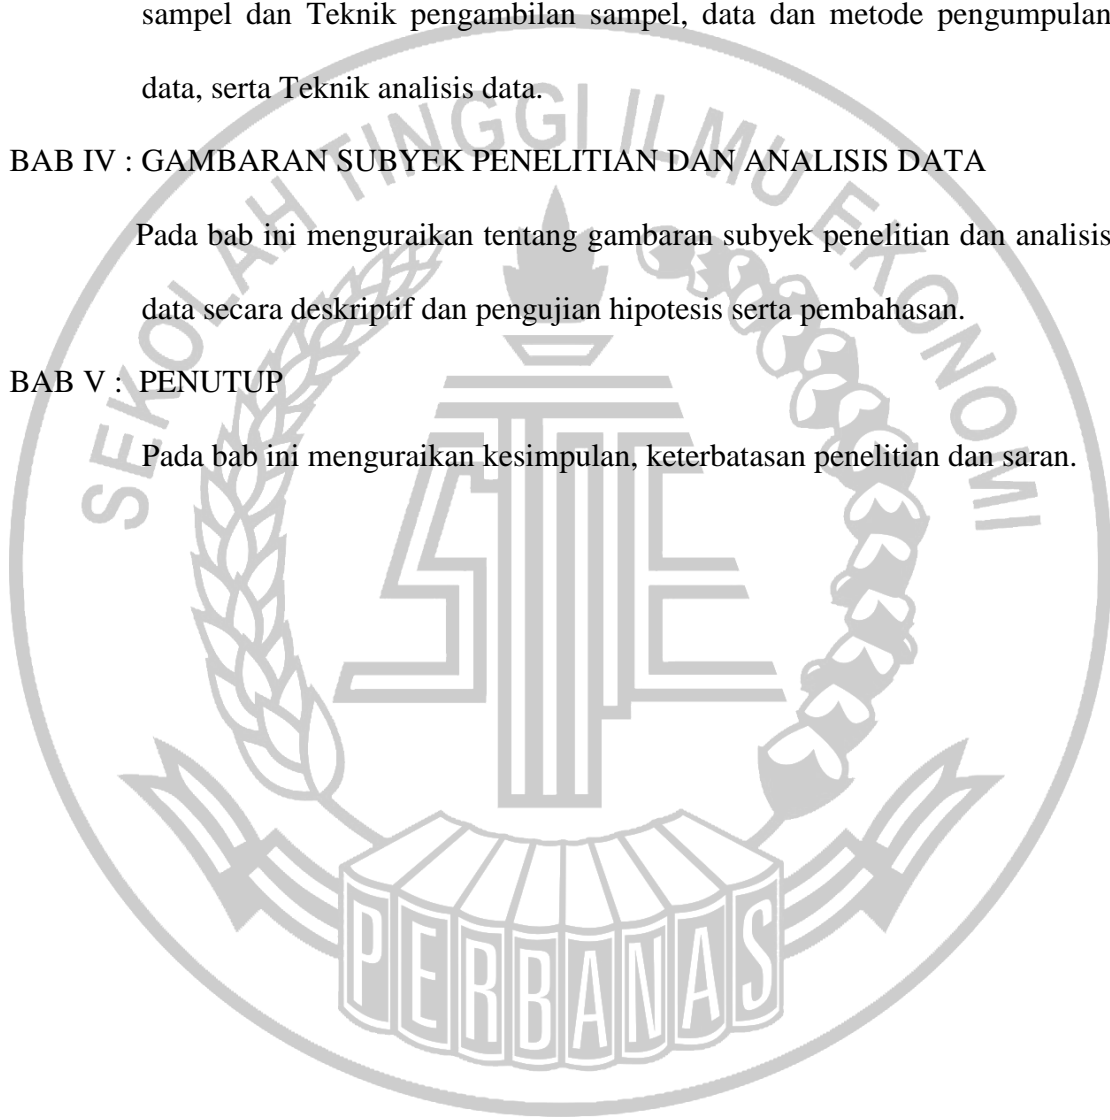 sampel dan Teknik pengambilan sampel, data dan metode pengumpulan
data, serta Teknik analisis data.
BAB IV : GAMBARAN SUBYEK PENELITIAN DAN ANALISIS DATA
Pada bab ini menguraikan tentang gambaran subyek penelitian dan analisis
data secara deskriptif dan pengujian hipotesis serta pembahasan.
BAB V : PENUTUP
Pada bab ini menguraikan kesimpulan, keterbatasan penelitian dan saran.
SEKOLAH TINGGI ILMU EKONOMI
STIE
PERBANAS